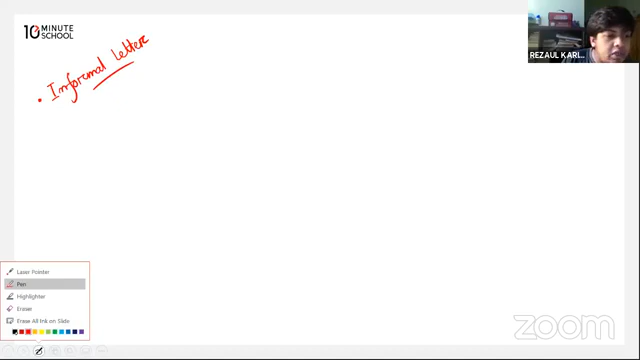 10 MINUTE
SCHOOL
• Informal Letter
REZAUL KARI...
Laser Pointer
Pen
Highlighter
Eraser
Erase All Ink on Slide
zoom